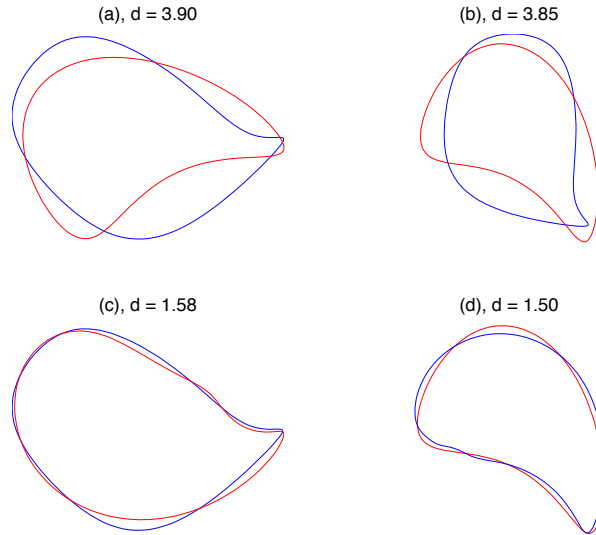 (a), d = 3.90
(b), d = 3.85
(c), d = 1.58
(d), d = 1.50